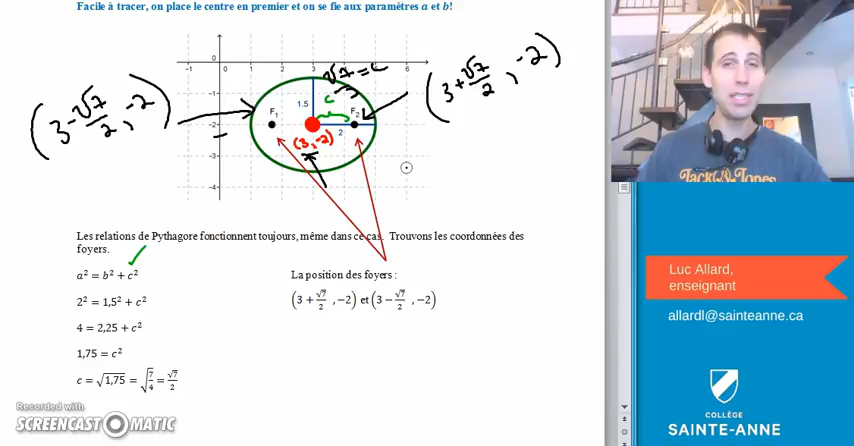 Facile à tracer, on place le centre en premier et on se fie aux paramètres a et b!
(3-√7/2, -2)
√7/2 = c
(3+√7/2, -2)
0
-1 0 1 2 3 6
-1
1.5
c
F₁ F₂
-2
2
(3,-2)
-3
-4
Les relations de Pythagore fonctionnent toujours, même dans ce cas. Trouvons les coordonnées des
foyers.
a² = b² + c²
2² = 1,5² + c²
4 = 2,25 + c²
1,75 = c²
c = √1,75 = √7/4 = √7/2
La position des foyers :
(3 + √7/2 , -2) et (3 - √7/2 , -2)
Luc Allard,
enseignant
allardl@sainteanne.ca
COLLÈGE
SAINTE-ANNE
Recorded with
SCREENCAST MATIC